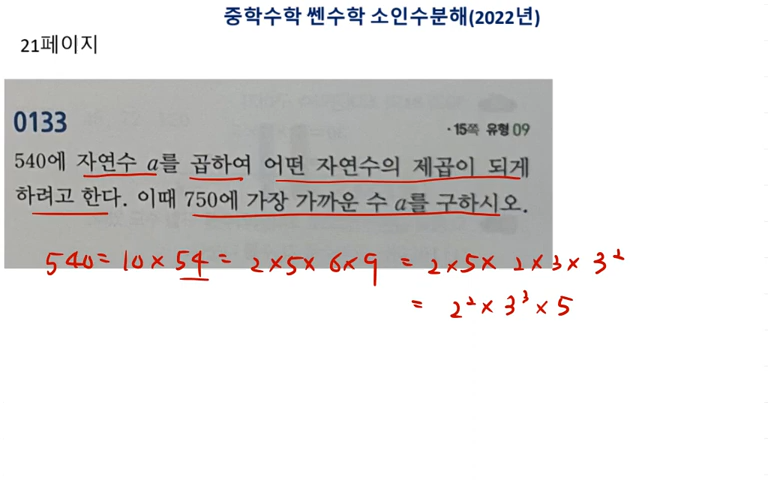 중학수학 쎈수학 소인수분해(2022년)
21페이지
0133
·15쪽 유형 09
540에 자연수 a를 곱하여 어떤 자연수의 제곱이 되게
하려고 한다. 이때 750에 가장 가까운 수 a를 구하시오.
540 = 10 × 54 = 2×5×6×9 = 2×5×2×3×3²
= 2²×3³×5